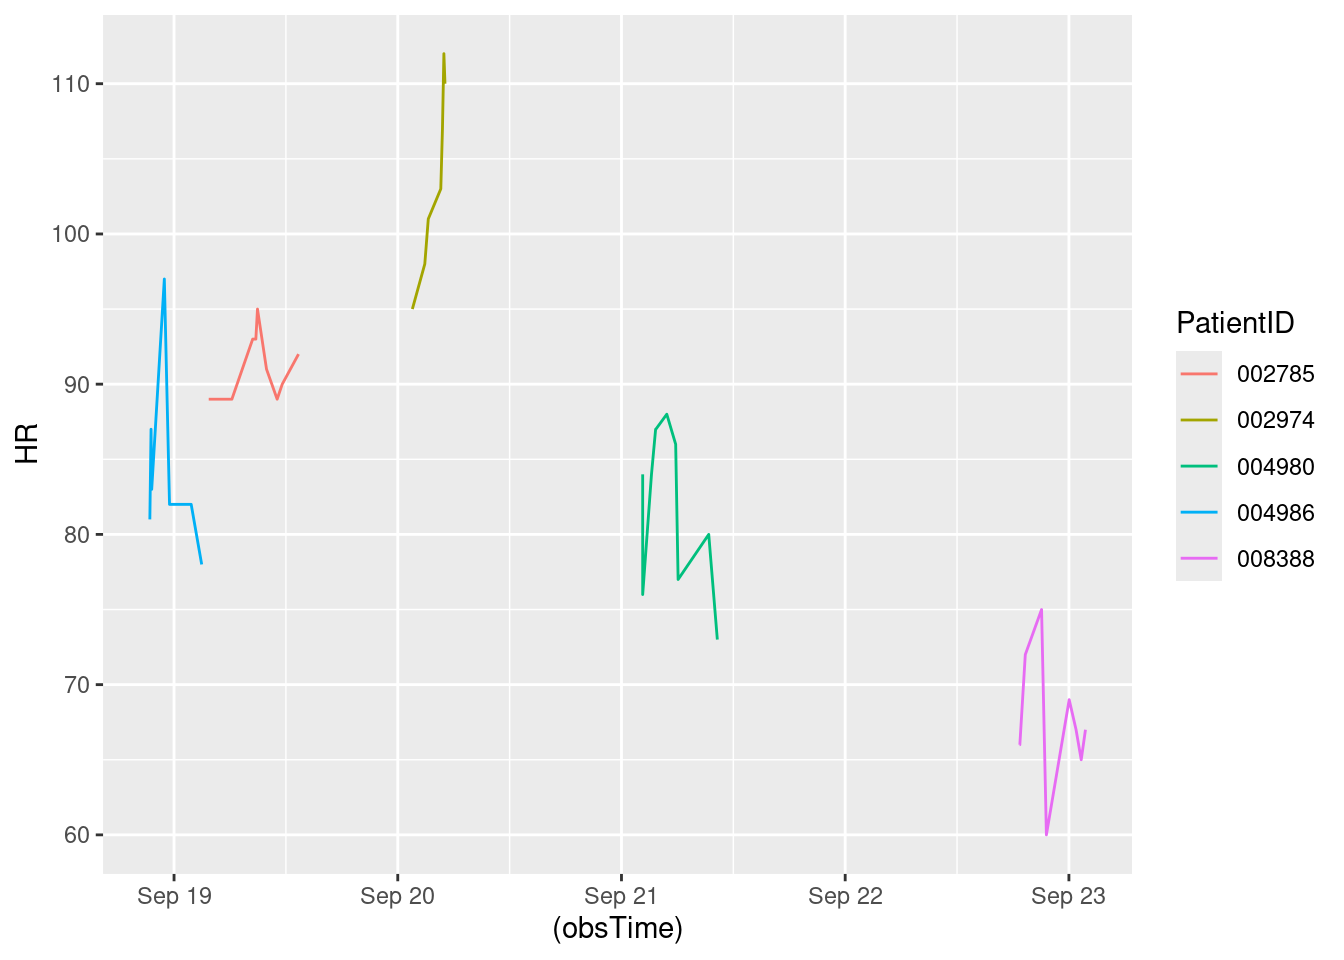 110
100
90
80
70
60
HR
Sep 19
Sep 20
Sep 21
Sep 22
Sep 23
(obsTime)
PatientID
002785
002974
004980
004986
008388